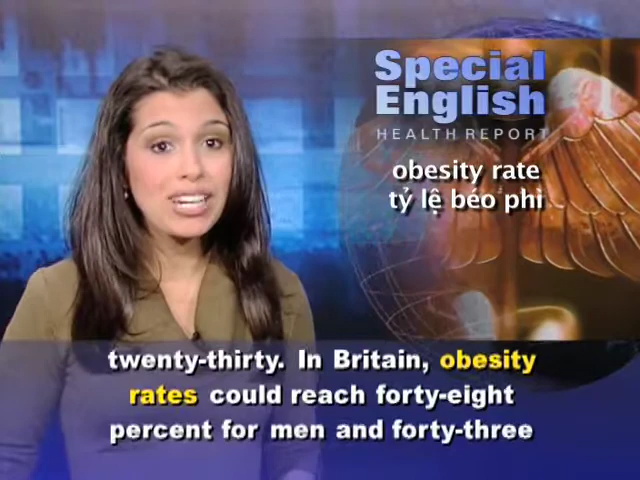 Special
English
HEALTH REPORT
obesity rate
tỷ lệ béo phì
twenty-thirty. In Britain, obesity
rates could reach forty-eight
percent for men and forty-three